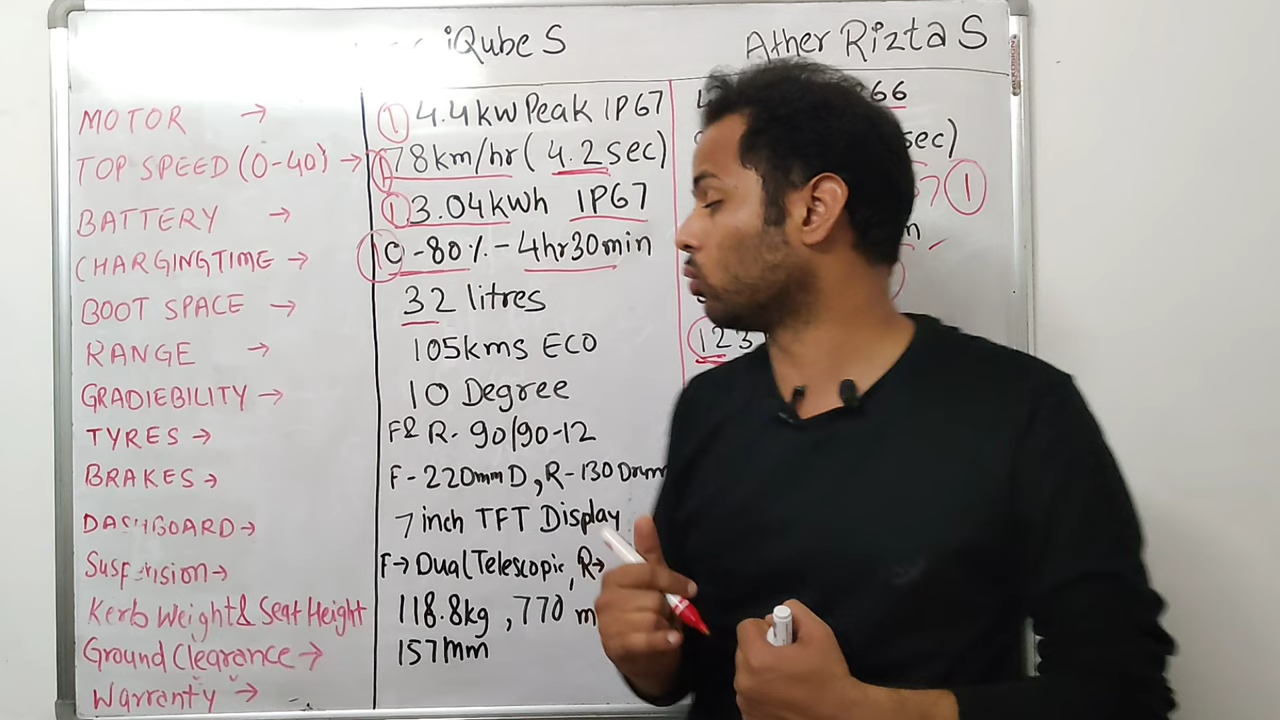 iQube S Ather Rizta S
MOTOR → ① 4.4kw Peak IP67 66
TOP SPEED (0-40) → ① 78km/hr (4.2sec) sec)
BATTERY → ① 3.04kwh IP67 7 ①
CHARGINGTIME → ① 0-80% - 4hr30min n
BOOT SPACE → 32 litres
RANGE → 105kms ECO 123
GRADIEBILITY → 10 Degree
TYRES → F& R- 90/90-12
BRAKES → F-220mmD, R-130 Drum
DASHBOARD → 7 inch TFT Display
→ F→ Dual Telescopic, R→
Kerb Weight & Seat Height 118.8kg, 770 m
Ground Clearance → 157mm
Warranty →